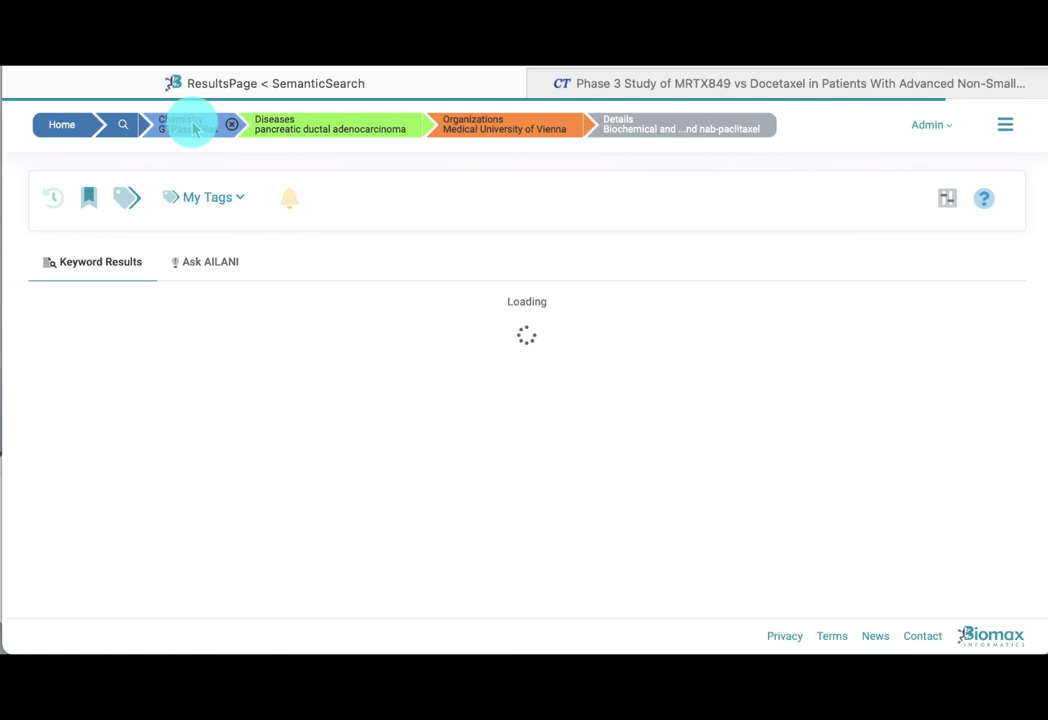 ResultsPage < SemanticSearch
CT Phase 3 Study of MRTX849 vs Docetaxel in Patients With Advanced Non-Small...
Home
Chemistry
Diseases
pancreatic ductal adenocarcinoma
Organizations
Medical University of Vienna
Details
Biochemical and ...nd nab-paclitaxel
Admin
My Tags
?
Keyword Results
Ask AILANI
Loading
Privacy
Terms
News
Contact
Biomax
INFORMATICS